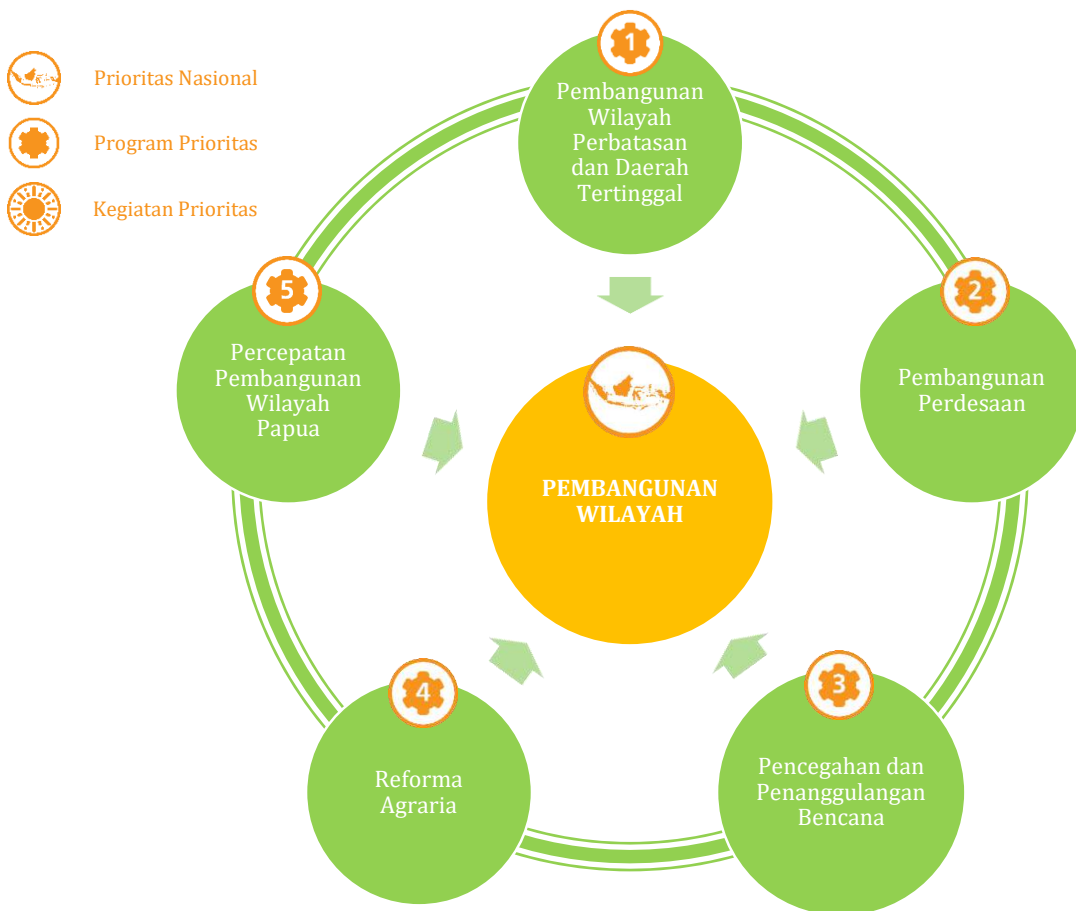 Prioritas Nasional
Program Prioritas
Kegiatan Prioritas
1
Pembangunan
Wilayah
Perbatasan
dan Daerah
Tertinggal
2
Pembangunan
Perdesaan
3
Pencegahan dan
Penanggulangan
Bencana
4
Reforma
Agraria
5
Percepatan
Pembangunan
Wilayah
Papua
PEMBANGUNAN
WILAYAH